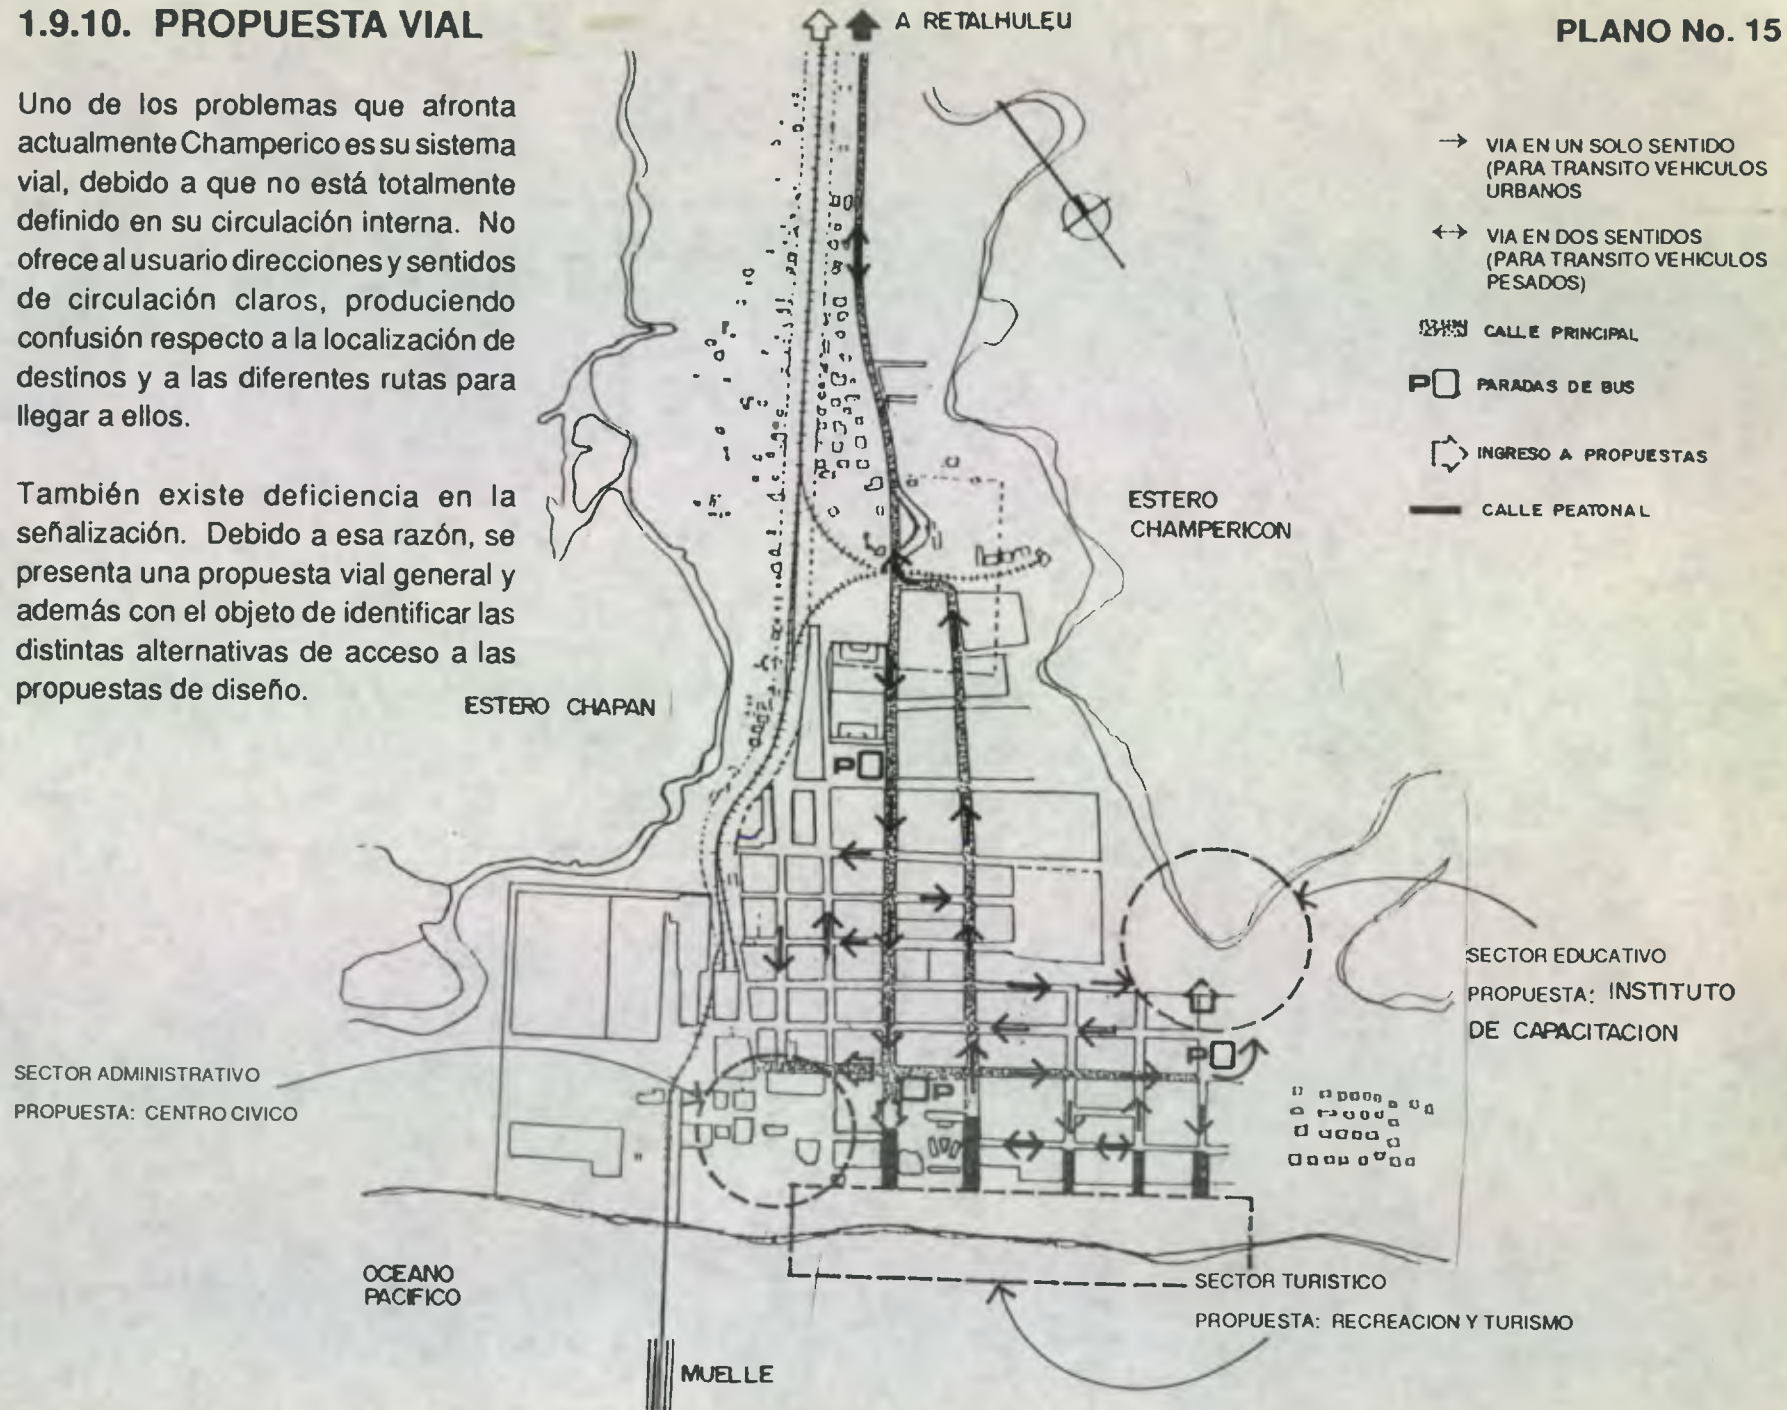 1.9.10. PROPUESTA VIAL
Uno de los problemas que afronta
actualmente Champerico es su sistema
vial, debido a que no está totalmente
definido en su circulación interna. No
ofrece al usuario direcciones y sentidos
de circulación claros, produciendo
confusión respecto a la localización de
destinos y a las diferentes rutas para
llegar a ellos.
También existe deficiencia en la
señalización. Debido a esa razón, se
presenta una propuesta vial general y
además con el objeto de identificar las
distintas alternativas de acceso a las
propuestas de diseño.
A RETALHULEU
PLANO No. 15
VIA EN UN SOLO SENTIDO
(PARA TRANSITO VEHICULOS
URBANOS
VIA EN DOS SENTIDOS
(PARA TRANSITO VEHICULOS
PESADOS)
CALLE PRINCIPAL
P PARADAS DE BUS
INGRESO A PROPUESTAS
CALLE PEATONAL
ESTERO
CHAMPERICON
ESTERO CHAPAN
P
SECTOR EDUCATIVO
PROPUESTA: INSTITUTO
DE CAPACITACION
P
SECTOR ADMINISTRATIVO
PROPUESTA: CENTRO CIVICO
P
OCEANO
PACIFICO
SECTOR TURISTICO
PROPUESTA: RECREACION Y TURISMO
MUELLE